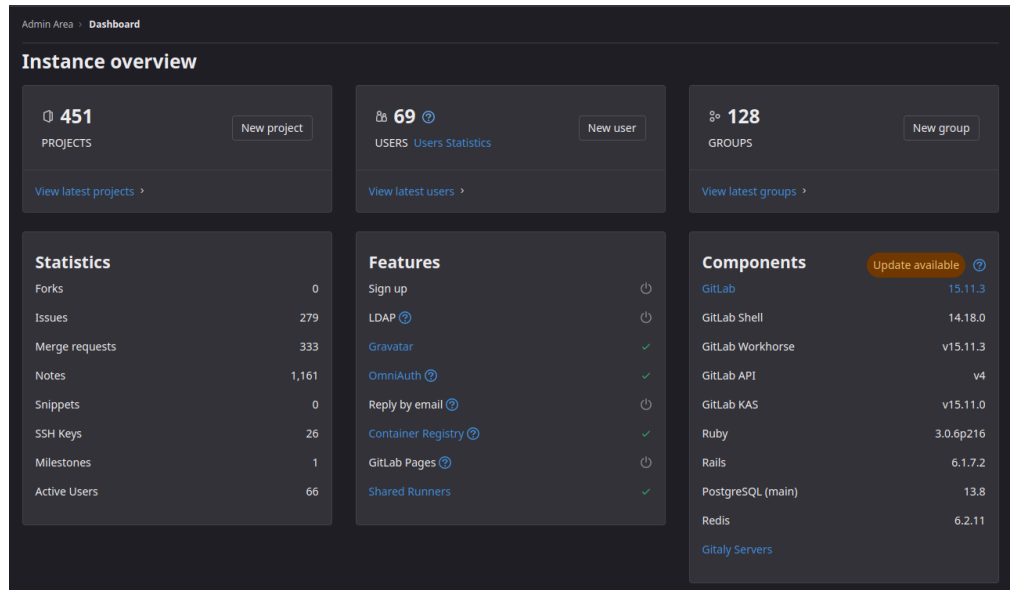 Admin Area › Dashboard
Instance overview
451
PROJECTS
New project
View latest projects ›
69
USERS Users Statistics
New user
View latest users ›
128
GROUPS
New group
View latest groups ›
Statistics
Forks 0
Issues 279
Merge requests 333
Notes 1,161
Snippets 0
SSH Keys 26
Milestones 1
Active Users 66
Features
Sign up
LDAP
Gravatar
OmniAuth
Reply by email
Container Registry
GitLab Pages
Shared Runners
Components Update available
GitLab 15.11.3
GitLab Shell 14.18.0
GitLab Workhorse v15.11.3
GitLab API v4
GitLab KAS v15.11.0
Ruby 3.0.6p216
Rails 6.1.7.2
PostgreSQL (main) 13.8
Redis 6.2.11
Gitaly Servers